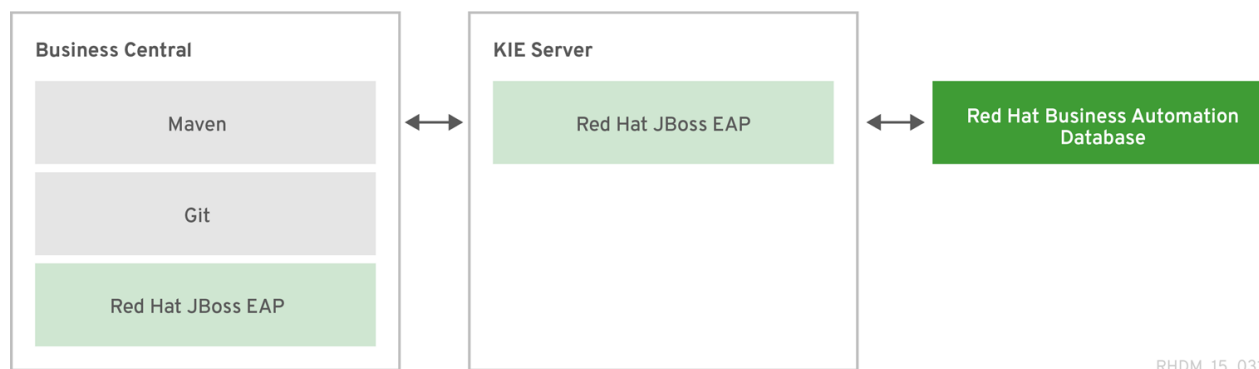 Business Central
Maven
Git
Red Hat JBoss EAP
KIE Server
Red Hat JBoss EAP
Red Hat Business Automation
Database
RHDM_15_03